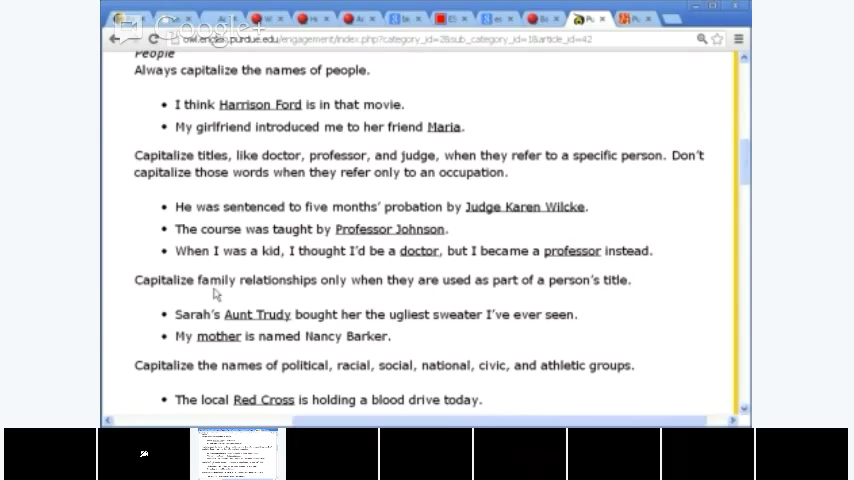 Google+
owl.english.purdue.edu/engagement/index.php?category_id=2&sub_category_id=1&article_id=42
People
Always capitalize the names of people.
• I think Harrison Ford is in that movie.
• My girlfriend introduced me to her friend Maria.
Capitalize titles, like doctor, professor, and judge, when they refer to a specific person. Don't
capitalize those words when they refer only to an occupation.
• He was sentenced to five months' probation by Judge Karen Wilcke.
• The course was taught by Professor Johnson.
• When I was a kid, I thought I'd be a doctor, but I became a professor instead.
Capitalize family relationships only when they are used as part of a person's title.
• Sarah's Aunt Trudy bought her the ugliest sweater I've ever seen.
• My mother is named Nancy Barker.
Capitalize the names of political, racial, social, national, civic, and athletic groups.
• The local Red Cross is holding a blood drive today.